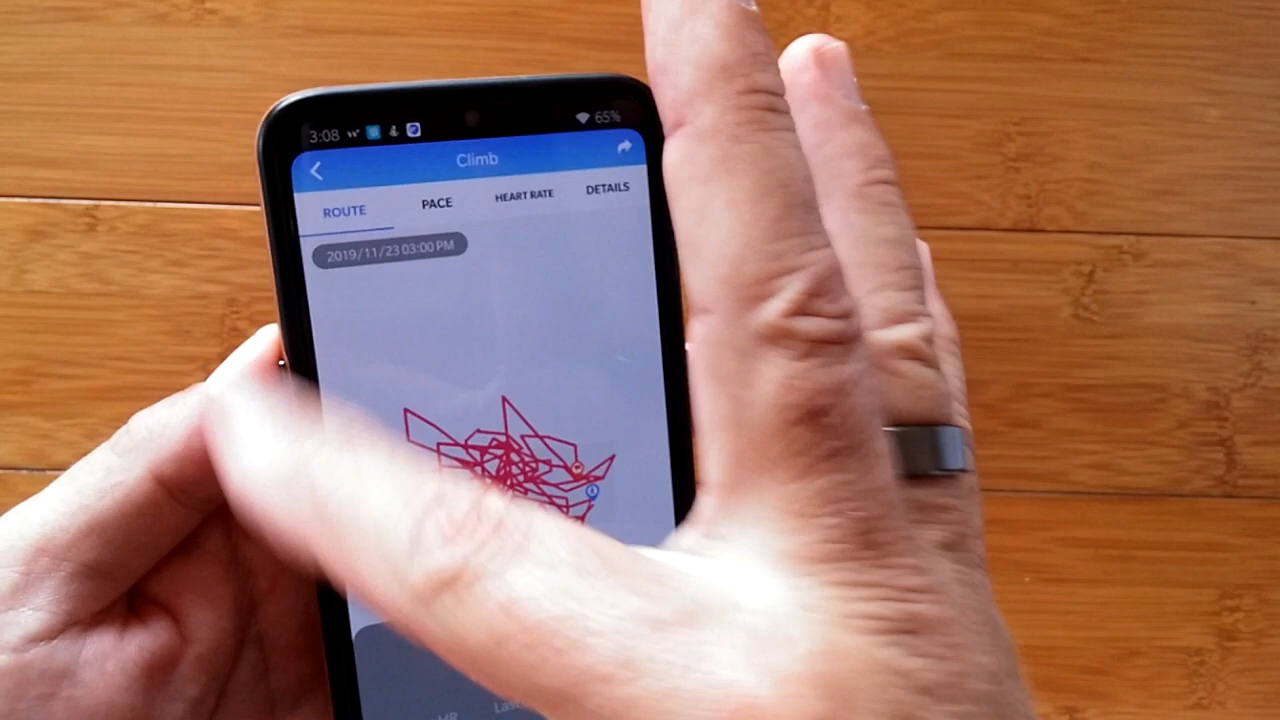 3:08 65%
Climb
ROUTE PACE HEART RATE DETAILS
2019/11/23 03:00 PM
HR